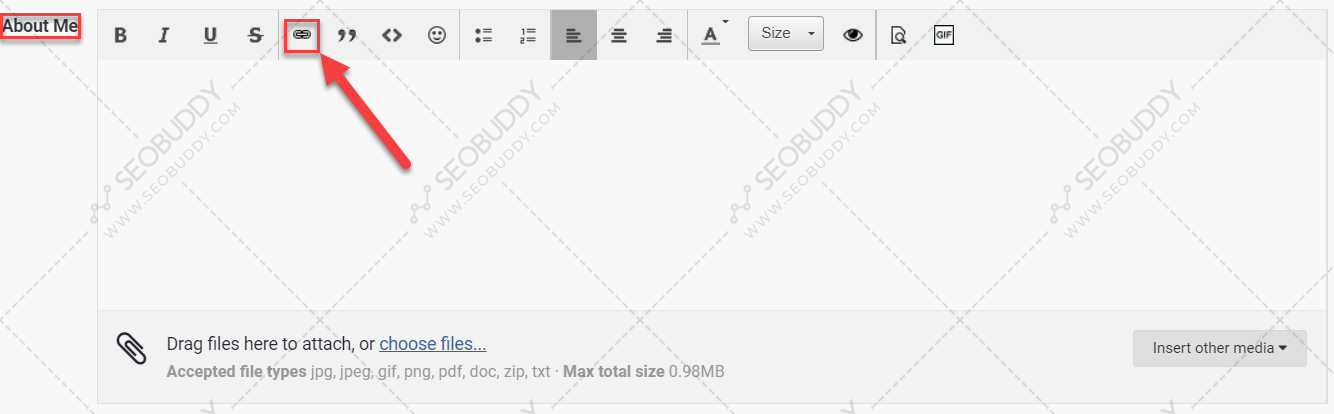 About Me
B I U S Size GIF
SEOBUDDY
WWW.SEOBUDDY.COM
SEOBUDDY
WWW.SEOBUDDY.COM
SEOBUDDY
WWW.SEOBUDDY.COM
SEOBUDDY
WWW.SEOBUDDY.COM
Drag files here to attach, or choose files...
Insert other media
Accepted file types jpg, jpeg, gif, png, pdf, doc, zip, txt · Max total size 0.98MB